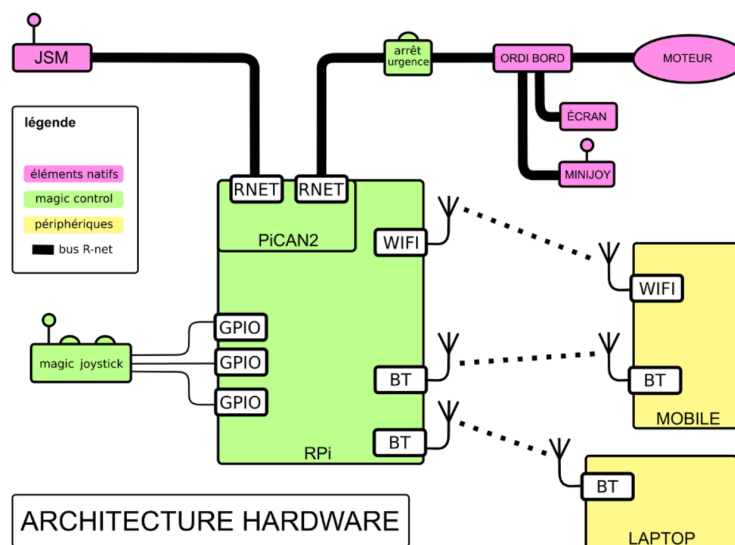 JSM
arrêt
urgence
ORDI BORD
MOTEUR
ÉCRAN
MINIJOY
légende
éléments natifs
magic control
périphériques
bus R-net
RNET
RNET
PiCAN2
WIFI
WIFI
GPIO
GPIO
GPIO
magic joystick
BT
BT
MOBILE
BT
RPi
BT
LAPTOP
ARCHITECTURE HARDWARE